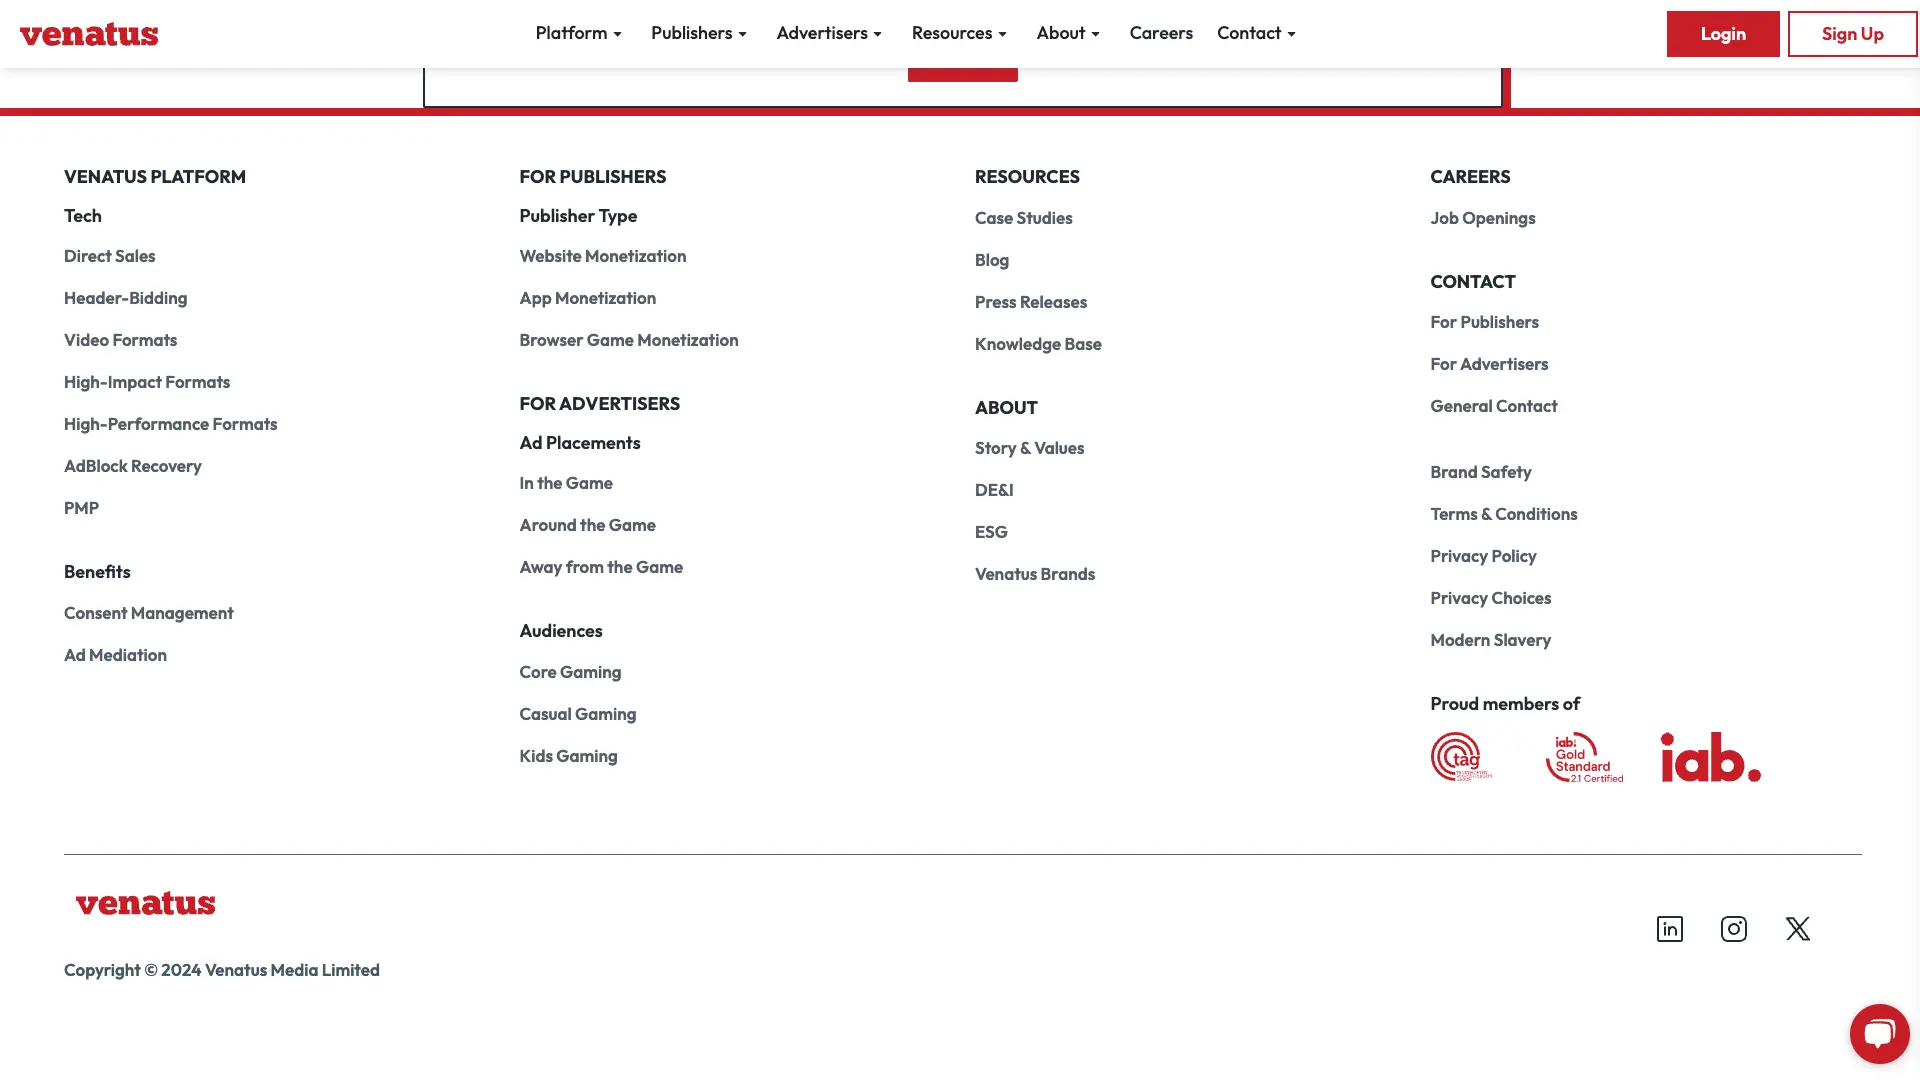 venatus
Platform
Publishers
Advertisers
Resources
About
Careers
Contact
Login
Sign Up
VENATUS PLATFORM
Tech
Direct Sales
Header-Bidding
Video Formats
High-Impact Formats
High-Performance Formats
AdBlock Recovery
PMP
Benefits
Consent Management
Ad Mediation
FOR PUBLISHERS
Publisher Type
Website Monetization
App Monetization
Browser Game Monetization
FOR ADVERTISERS
Ad Placements
In the Game
Around the Game
Away from the Game
Audiences
Core Gaming
Casual Gaming
Kids Gaming
RESOURCES
Case Studies
Blog
Press Releases
Knowledge Base
ABOUT
Story & Values
DE&I
ESG
Venatus Brands
CAREERS
Job Openings
CONTACT
For Publishers
For Advertisers
General Contact
Brand Safety
Terms & Conditions
Privacy Policy
Privacy Choices
Modern Slavery
Proud members of
tag
iab:
Gold
Standard
2.1 Certified
iab.
venatus
in
X
Copyright © 2024 Venatus Media Limited